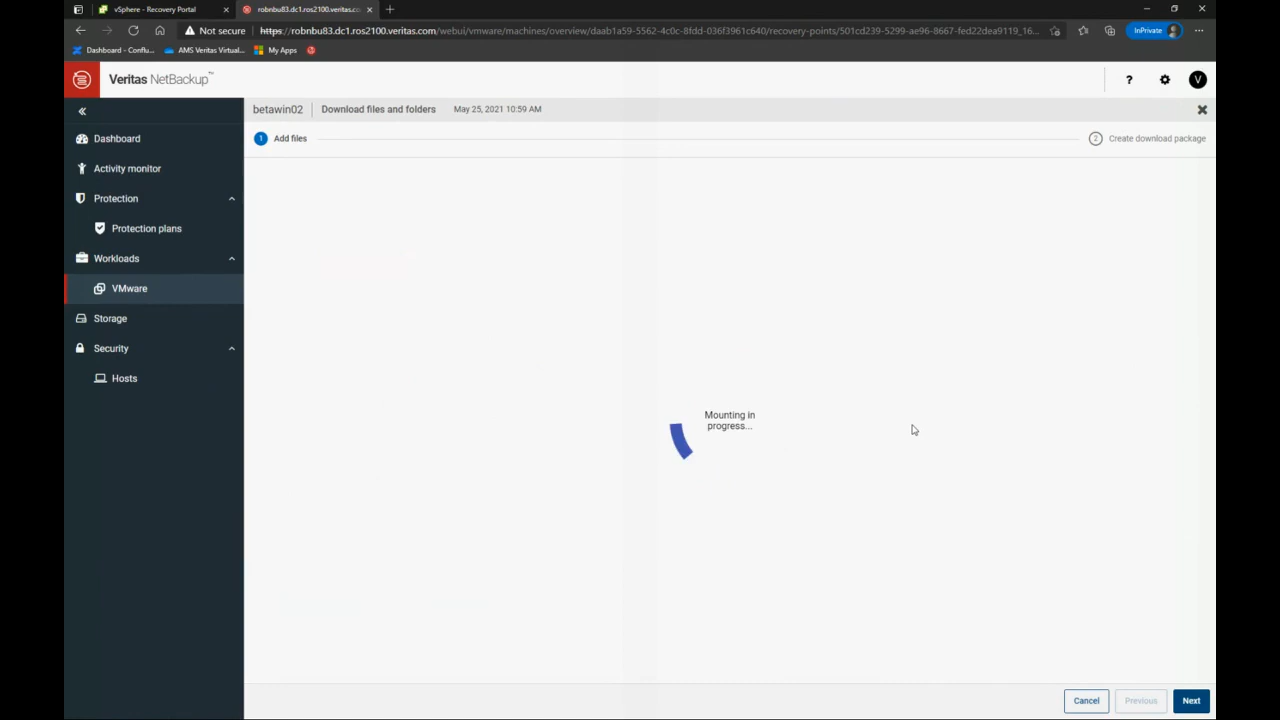 vSphere - Recovery Portal
robnbu83.dc1.ros2100.veritas.co
Not secure
https://robnbu83.dc1.ros2100.veritas.com/webui/vmware/machines/overview/daab1a59-5562-4c0c-8fdd-036f3961c640/recovery-points/501cd239-5299-ae96-8667-fed22dea9119_16...
InPrivate
Dashboard - Conflu...
AMS Veritas Virtual...
My Apps
Veritas NetBackup™
?
V
betawin02
Download files and folders
May 25, 2021 10:59 AM
1
Add files
2
Create download package
Dashboard
Activity monitor
Protection
Protection plans
Workloads
VMware
Storage
Security
Hosts
Mounting in
progress...
Cancel
Previous
Next